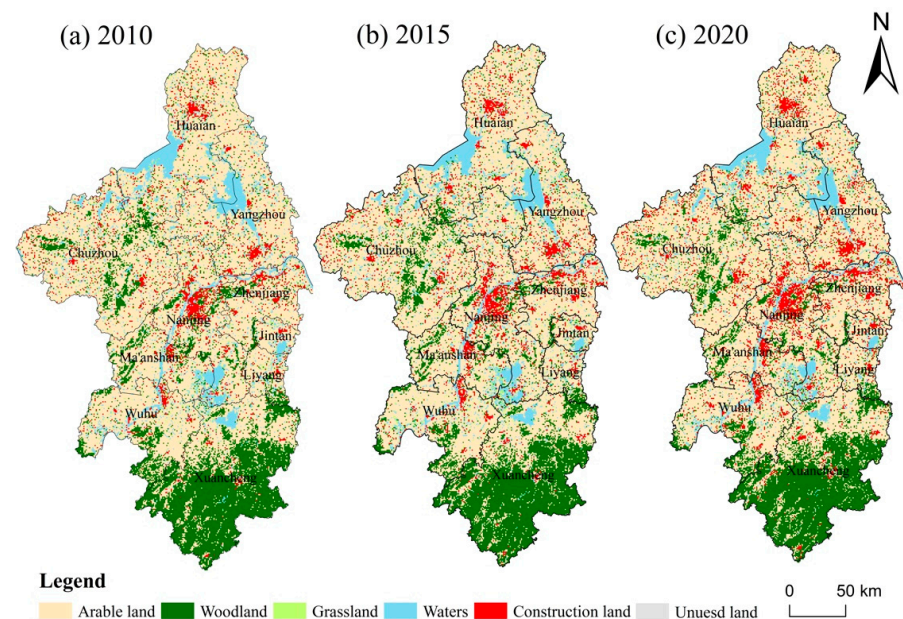 (a) 2010
(b) 2015
(c) 2020
N
Huaian
Yangzhou
Chuzhou
Zhenjiang
Nanjing
Jintan
Ma'anshan
Liyang
Wuhu
Xuancheng
Huaian
Yangzhou
Chuzhou
Zhenjiang
Nanjing
Jintan
Ma'anshan
Liyang
Wuhu
Xuancheng
Huaian
Yangzhou
Chuzhou
Zhenjiang
Nanjing
Jintan
Ma'anshan
Liyang
Wuhu
Xuancheng
Legend
Arable land Woodland Grassland Waters Construction land Unuesd land
0 50 km